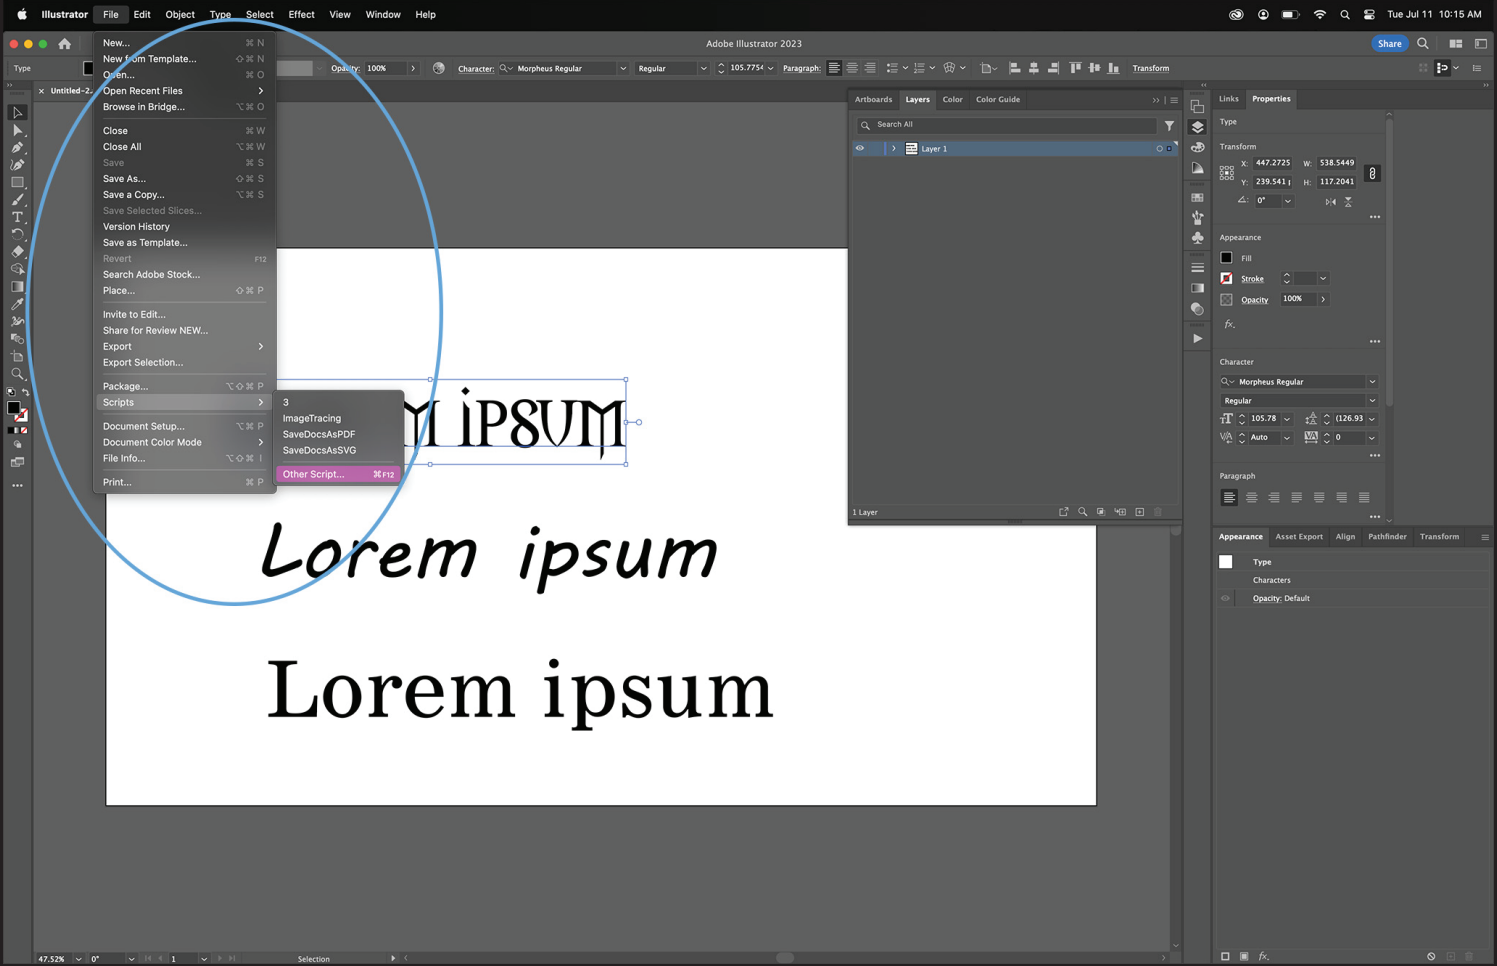 Illustrator File Edit Object Type Select Effect View Window Help Tue Jul 11 10:15 AM
Adobe Illustrator 2023 Share
Type Opacity: 100% Character: Morpheus Regular Regular 105.7754 Paragraph: Transform
Untitled-2.
New... ⌘ N
New from Template... ⇧⌘ N
Open... ⌘ O
Open Recent Files
Browse in Bridge... ⌥⌘ O
Close ⌘ W
Close All ⌥⌘ W
Save ⌘ S
Save As... ⇧⌘ S
Save a Copy... ⌥⌘ S
Save Selected Slices...
Version History
Save as Template...
Revert F12
Search Adobe Stock...
Place... ⇧⌘ P
Invite to Edit...
Share for Review NEW...
Export
Export Selection...
Package... ⌥⇧⌘ P
Scripts
Document Setup... ⌥⌘ P
Document Color Mode
File Info... ⌥⇧⌘ I
Print... ⌘ P
3
ImageTracing
SaveDocsAsPDF
SaveDocsAsSVG
Other Script... ⌘F12
m ipsum
Lorem ipsum
Lorem ipsum
Artboards Layers Color Color Guide
Search All
Layer 1
1 Layer
Links Properties
Type
Transform
X: 447.2725 W: 538.5449
Y: 239.541 H: 117.2041
0°
Appearance
Fill
Stroke
Opacity 100%
fx.
Character
Morpheus Regular
Regular
105.78 (126.93
Auto 0
Paragraph
Appearance Asset Export Align Pathfinder Transform
Type
Characters
Opacity: Default
fx.
47.52% 0° 1 Selection